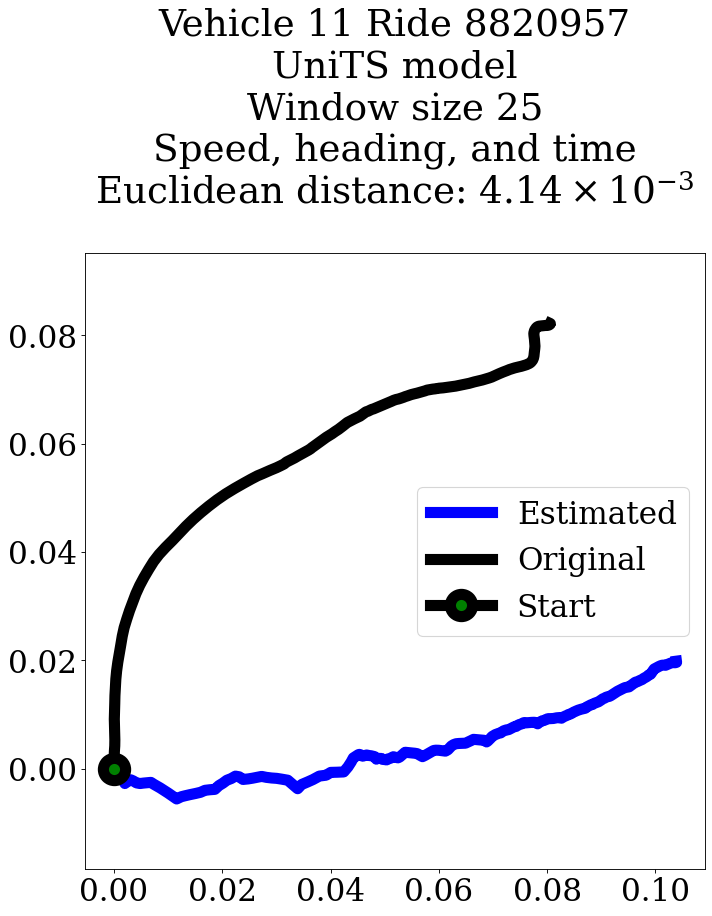 Vehicle 11 Ride 8820957
UniTS model
Window size 25
Speed, heading, and time
Euclidean distance: 4.14 × 10⁻³
0.08
0.06
0.04
0.02
0.00
Estimated
Original
Start
0.00 0.02 0.04 0.06 0.08 0.10